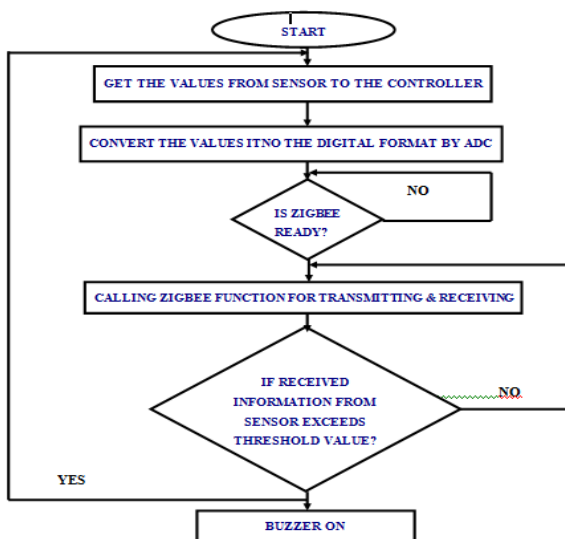 START
GET THE VALUES FROM SENSOR TO THE CONTROLLER
CONVERT THE VALUES ITNO THE DIGITAL FORMAT BY ADC
NO
IS ZIGBEE
READY?
CALLING ZIGBEE FUNCTION FOR TRANSMITTING & RECEIVING
IF RECEIVED
INFORMATION FROM
SENSOR EXCEEDS
THRESHOLD VALUE?
NO
YES
BUZZER ON